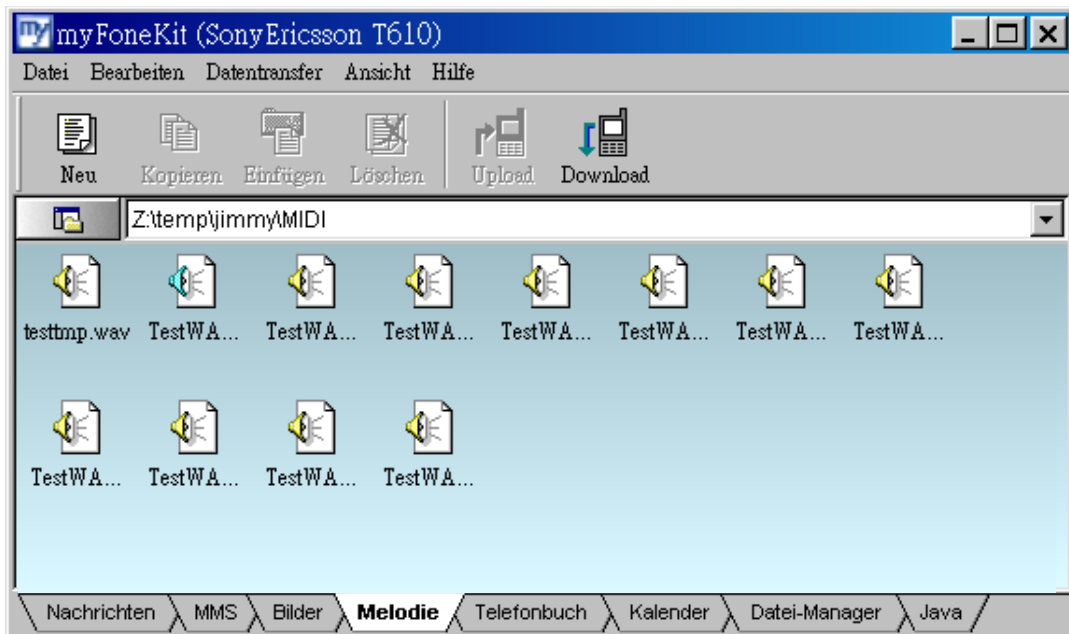 my myFoneKit (SonyEricsson T610)
Datei Bearbeiten Datentransfer Ansicht Hilfe
Neu Kopieren Einfügen Löschen Upload Download
Z:\temp\jimmy\MIDI
testtmp.wav TestWA... TestWA... TestWA... TestWA... TestWA... TestWA... TestWA...
TestWA... TestWA... TestWA... TestWA...
Nachrichten MMS Bilder Melodie Telefonbuch Kalender Datei-Manager Java